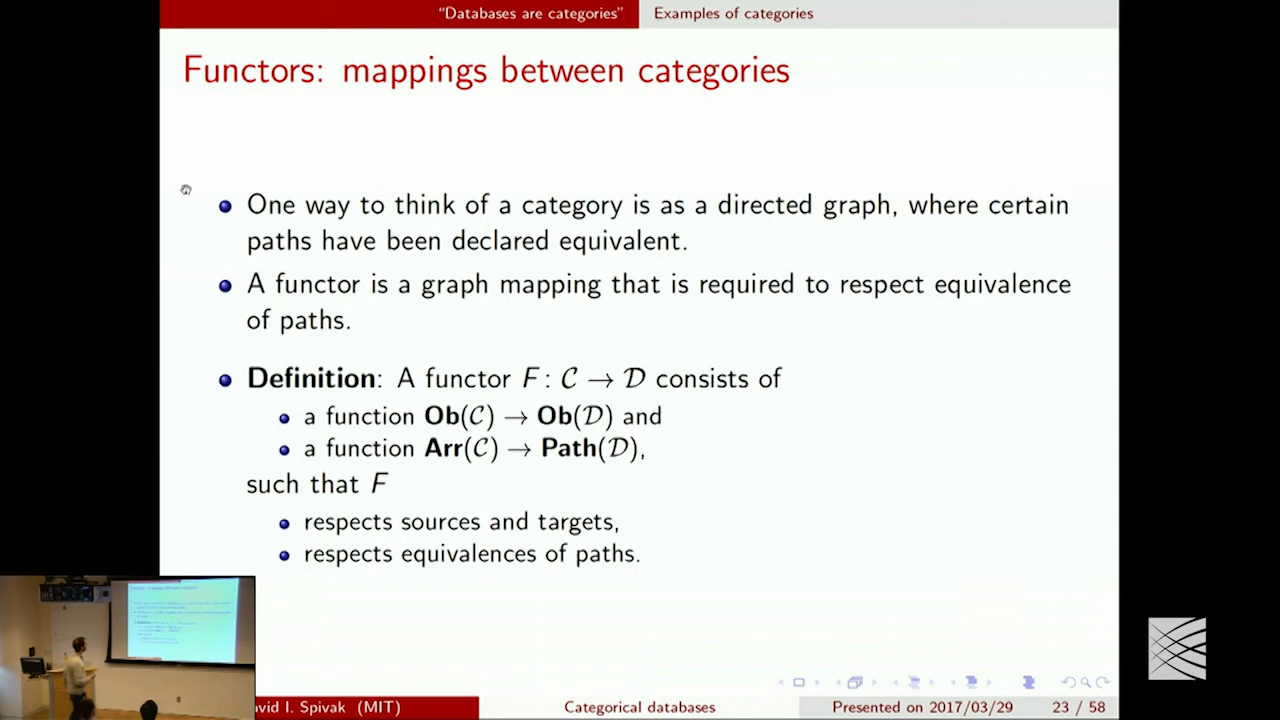 “Databases are categories” Examples of categories
Functors: mappings between categories
One way to think of a category is as a directed graph, where certain
paths have been declared equivalent.
A functor is a graph mapping that is required to respect equivalence
of paths.
Definition: A functor F : C → D consists of
a function Ob(C) → Ob(D) and
a function Arr(C) → Path(D),
such that F
respects sources and targets,
respects equivalences of paths.
vid I. Spivak (MIT) Categorical databases Presented on 2017/03/29 23 / 58